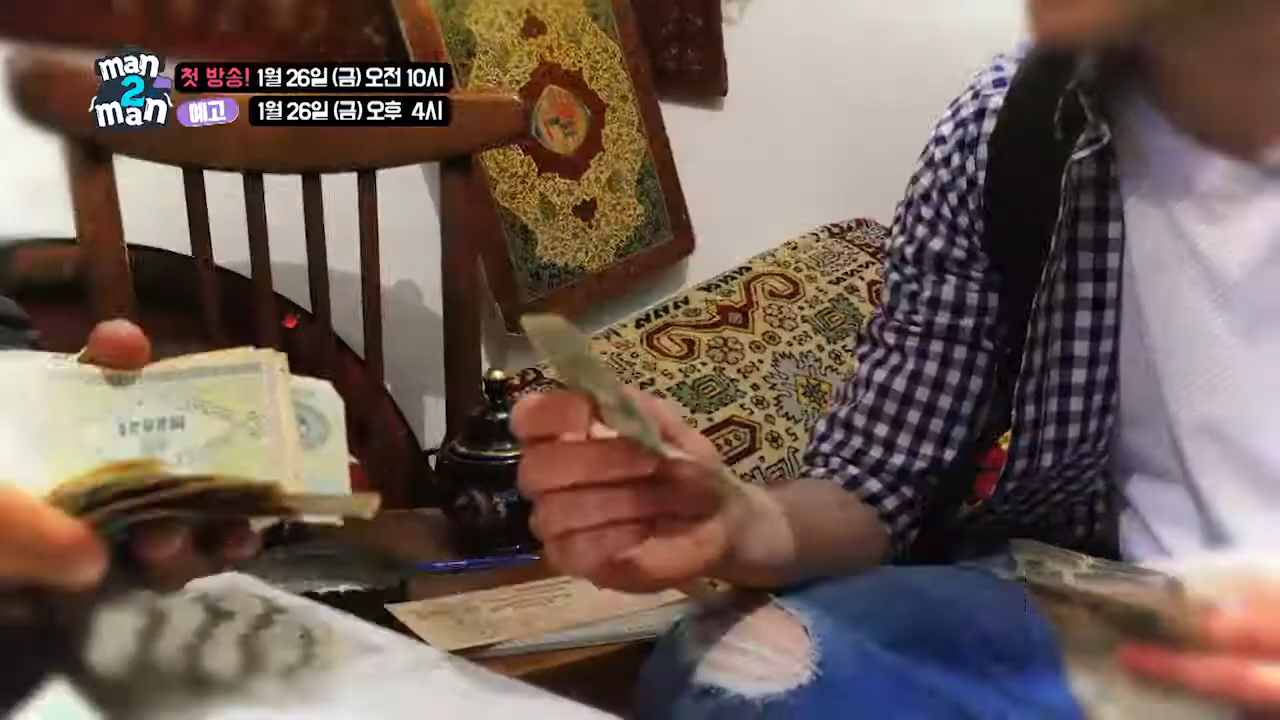 man
2
man
첫 방송! 1월 26일 (금) 오전 10시
예고 1월 26일 (금) 오후 4시